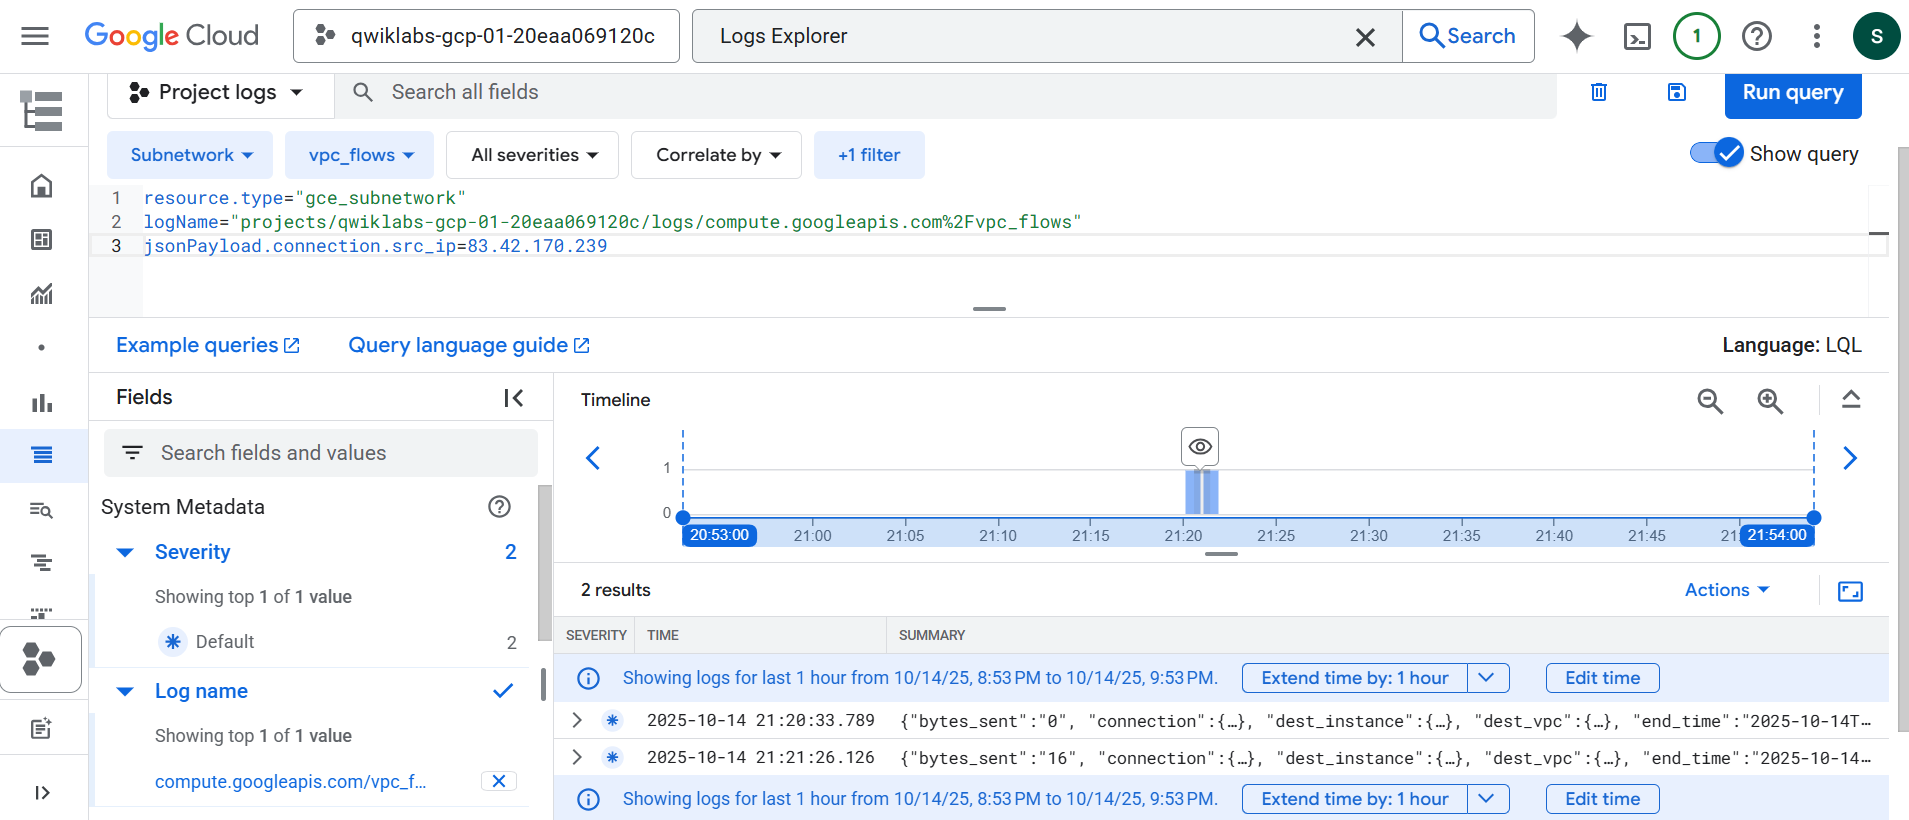 Google Cloud
qwiklabs-gcp-01-20eaa069120c
Logs Explorer
Search
1
S
Project logs
Search all fields
Run query
Subnetwork
vpc_flows
All severities
Correlate by
+1 filter
Show query
1 resource.type="gce_subnetwork"
2 logName="projects/qwiklabs-gcp-01-20eaa069120c/logs/compute.googleapis.com%2Fvpc_flows"
3 jsonPayload.connection.src_ip=83.42.170.239
Example queries
Query language guide
Language: LQL
Fields
Search fields and values
System Metadata
Severity 2
Showing top 1 of 1 value
Default 2
Log name
Showing top 1 of 1 value
compute.googleapis.com/vpc_f...
Timeline
1
0
20:53:00 21:00 21:05 21:10 21:15 21:20 21:25 21:30 21:35 21:40 21:45 21: 21:54:00
2 results
Actions
SEVERITY TIME SUMMARY
Showing logs for last 1 hour from 10/14/25, 8:53 PM to 10/14/25, 9:53 PM. Extend time by: 1 hour Edit time
2025-10-14 21:20:33.789 {"bytes_sent":"0", "connection":{…}, "dest_instance":{…}, "dest_vpc":{…}, "end_time":"2025-10-14T…
2025-10-14 21:21:26.126 {"bytes_sent":"16", "connection":{…}, "dest_instance":{…}, "dest_vpc":{…}, "end_time":"2025-10-14…
Showing logs for last 1 hour from 10/14/25, 8:53 PM to 10/14/25, 9:53 PM. Extend time by: 1 hour Edit time